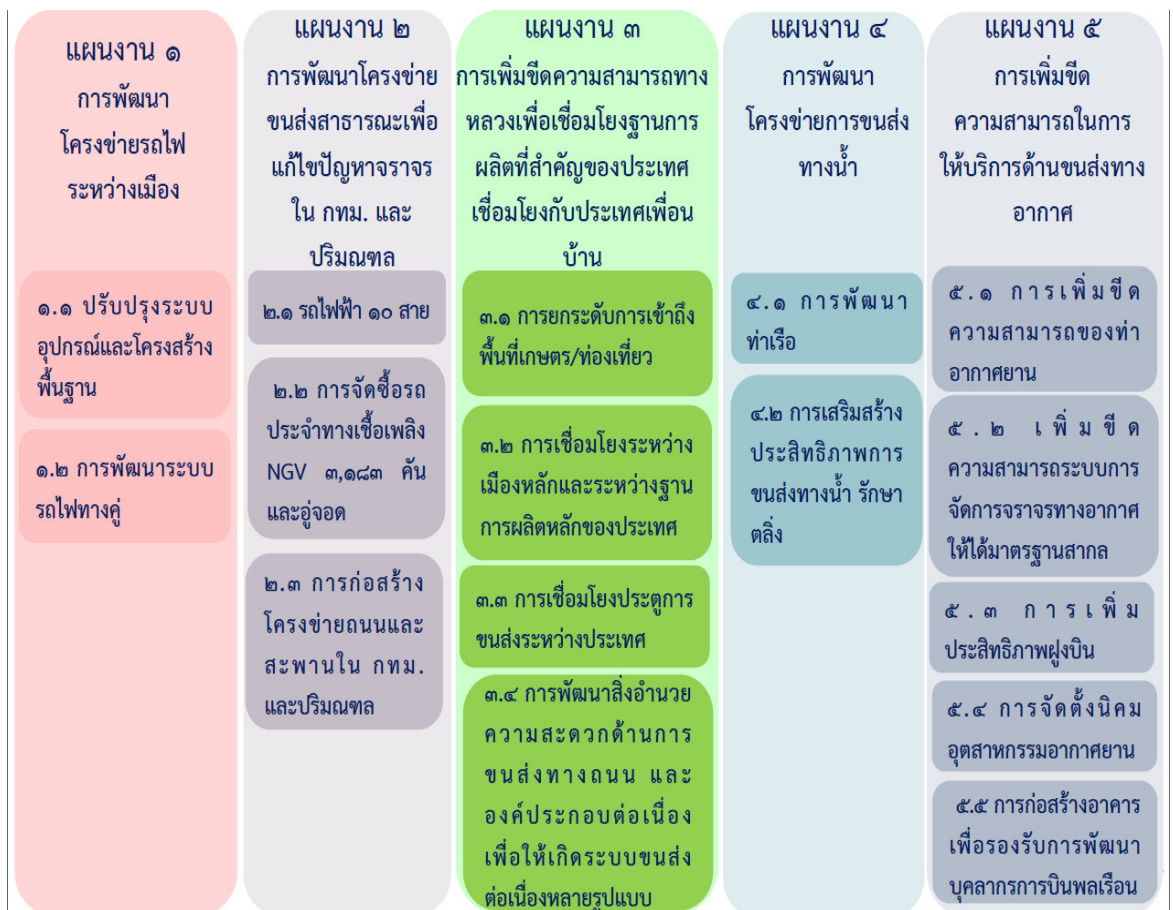 แผนงาน ๑
การพัฒนา
โครงข่ายรถไฟ
ระหว่างเมือง
๑.๑ ปรับปรุงระบบ
อุปกรณ์และโครงสร้าง
พื้นฐาน
๑.๒ การพัฒนาระบบ
รถไฟทางคู่
แผนงาน ๒
การพัฒนาโครงข่าย
ขนส่งสาธารณะเพื่อ
แก้ไขปัญหาจราจร
ใน กทม. และ
ปริมณฑล
๒.๑ รถไฟฟ้า ๑๐ สาย
๒.๒ การจัดซื้อรถ
ประจำทางเชื้อเพลิง
NGV ๓,๑๘๓ คัน
และอู่จอด
๒.๓ การก่อสร้าง
โครงข่ายถนนและ
สะพานใน กทม.
และปริมณฑล
แผนงาน ๓
การเพิ่มขีดความสามารถทาง
หลวงเพื่อเชื่อมโยงฐานการ
ผลิตที่สำคัญของประเทศ
เชื่อมโยงกับประเทศเพื่อน
บ้าน
๓.๑ การยกระดับการเข้าถึง
พื้นที่เกษตร/ท่องเที่ยว
๓.๒ การเชื่อมโยงระหว่าง
เมืองหลักและระหว่างฐาน
การผลิตหลักของประเทศ
๓.๓ การเชื่อมโยงประตูการ
ขนส่งระหว่างประเทศ
๓.๔ การพัฒนาสิ่งอำนวย
ความสะดวกด้านการ
ขนส่งทางถนน และ
องค์ประกอบต่อเนื่อง
เพื่อให้เกิดระบบขนส่ง
ต่อเนื่องหลายรูปแบบ
แผนงาน ๔
การพัฒนา
โครงข่ายการขนส่ง
ทางน้ำ
๔.๑ การพัฒนา
ท่าเรือ
๔.๒ การเสริมสร้าง
ประสิทธิภาพการ
ขนส่งทางน้ำ รักษา
ตลิ่ง
แผนงาน ๕
การเพิ่มขีด
ความสามารถในการ
ให้บริการด้านขนส่งทาง
อากาศ
๕.๑ การเพิ่มขีด
ความสามารถของท่า
อากาศยาน
๕.๒ เพิ่มขีด
ความสามารถระบบการ
จัดการจราจรทางอากาศ
ให้ได้มาตรฐานสากล
๕.๓ การเพิ่ม
ประสิทธิภาพฝูงบิน
๕.๔ การจัดตั้งนิคม
อุตสาหกรรมอากาศยาน
๕.๕ การก่อสร้างอาคาร
เพื่อรองรับการพัฒนา
บุคลากรการบินพลเรือน